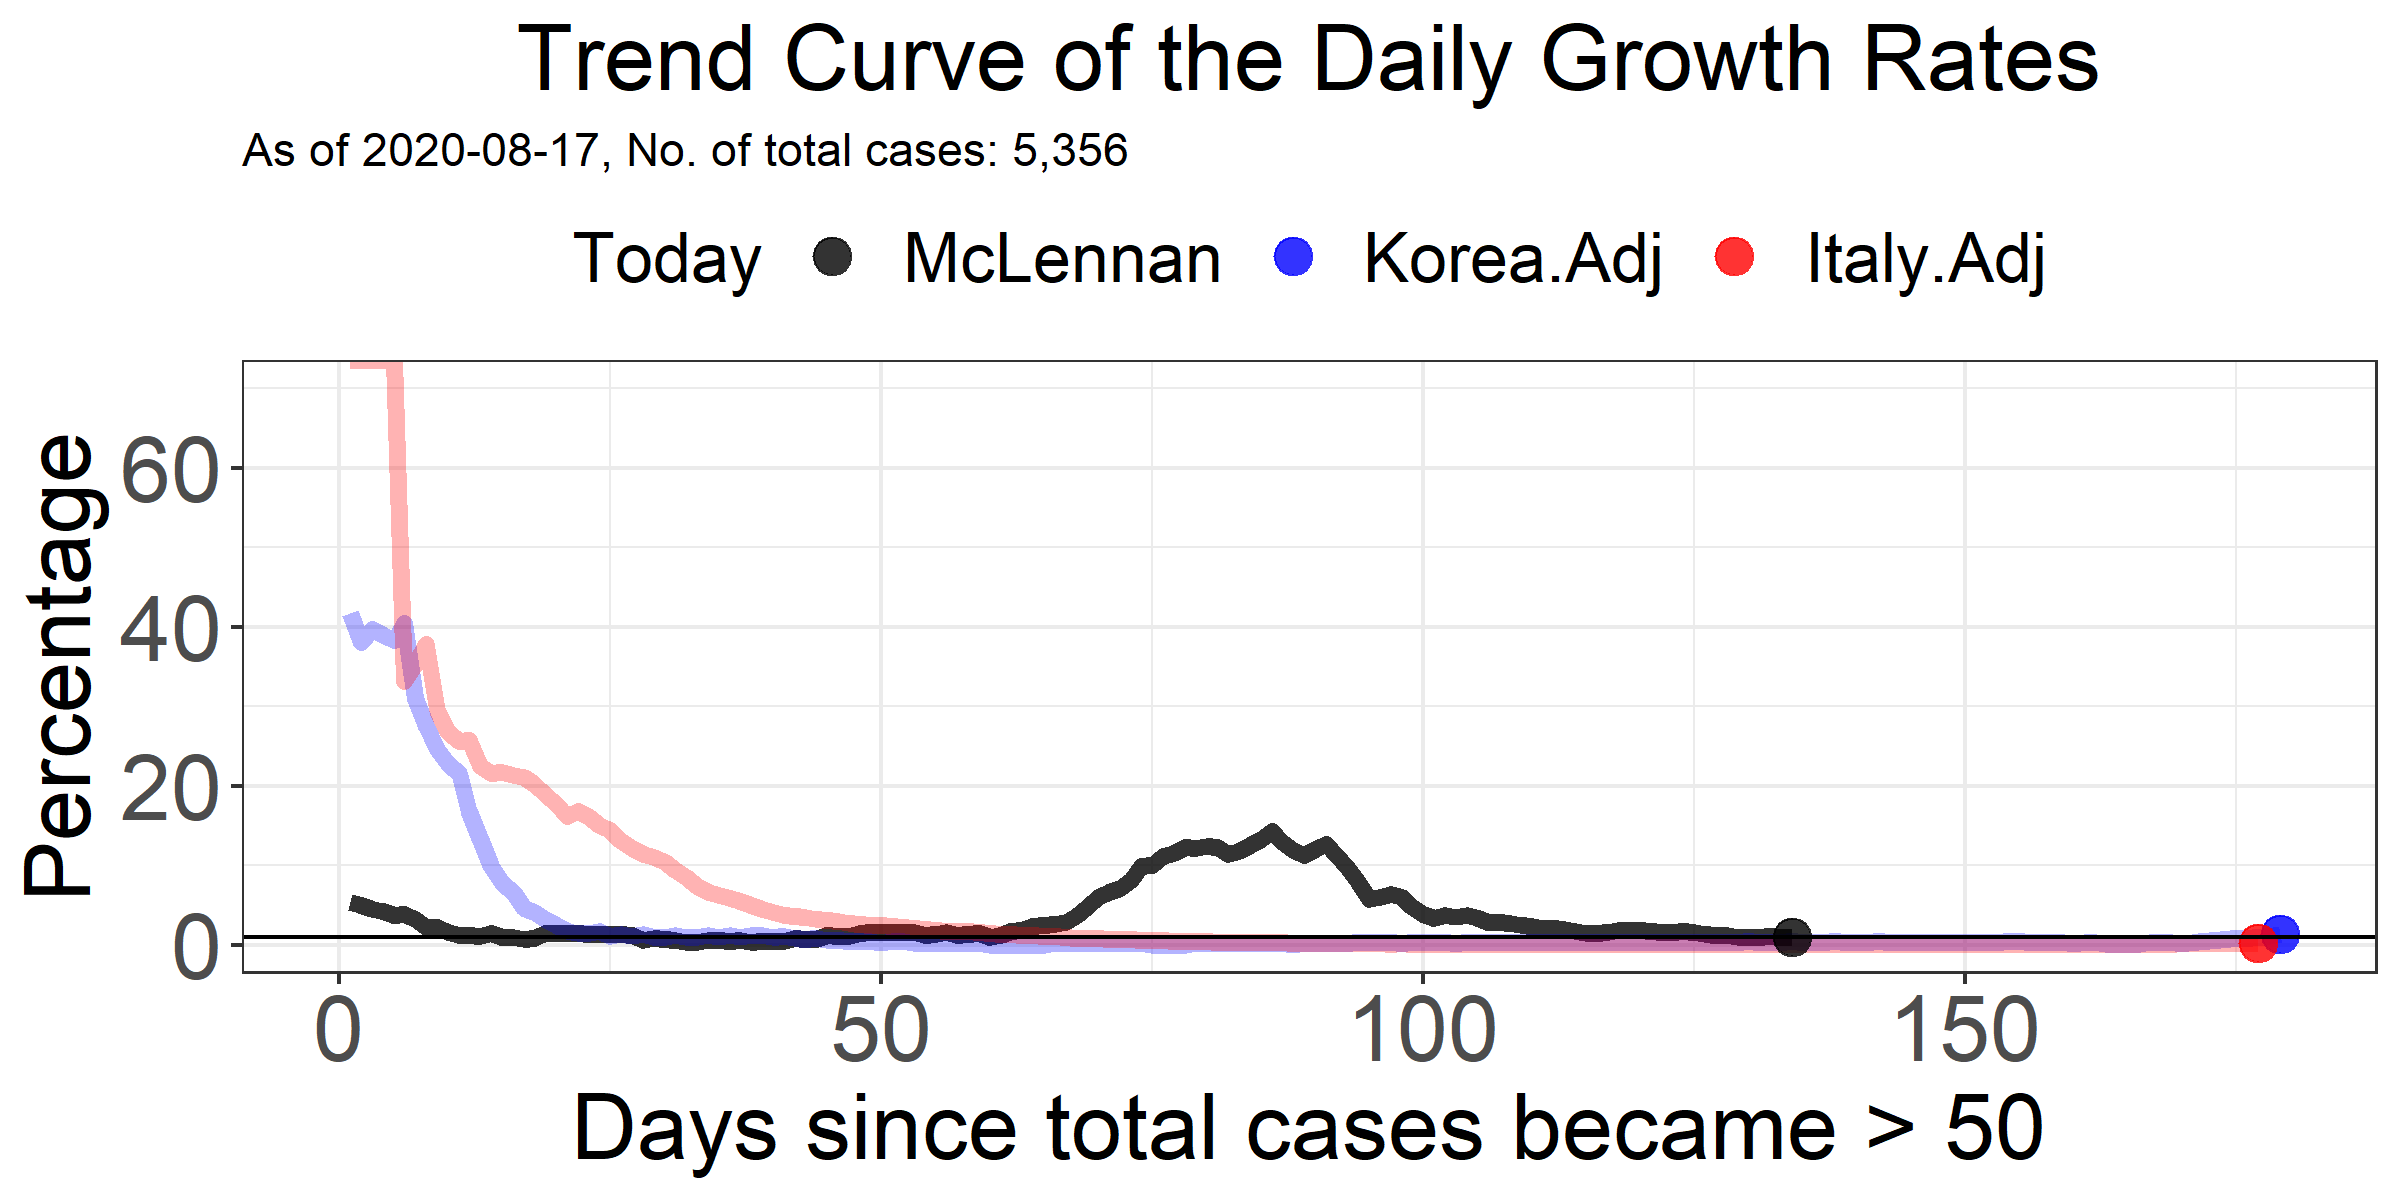 Trend Curve of the Daily Growth Rates
As of 2020-08-17, No. of total cases: 5,356
Today McLennan Korea.Adj Italy.Adj
Percentage
60
40
20
0
0 50 100 150
Days since total cases became > 50